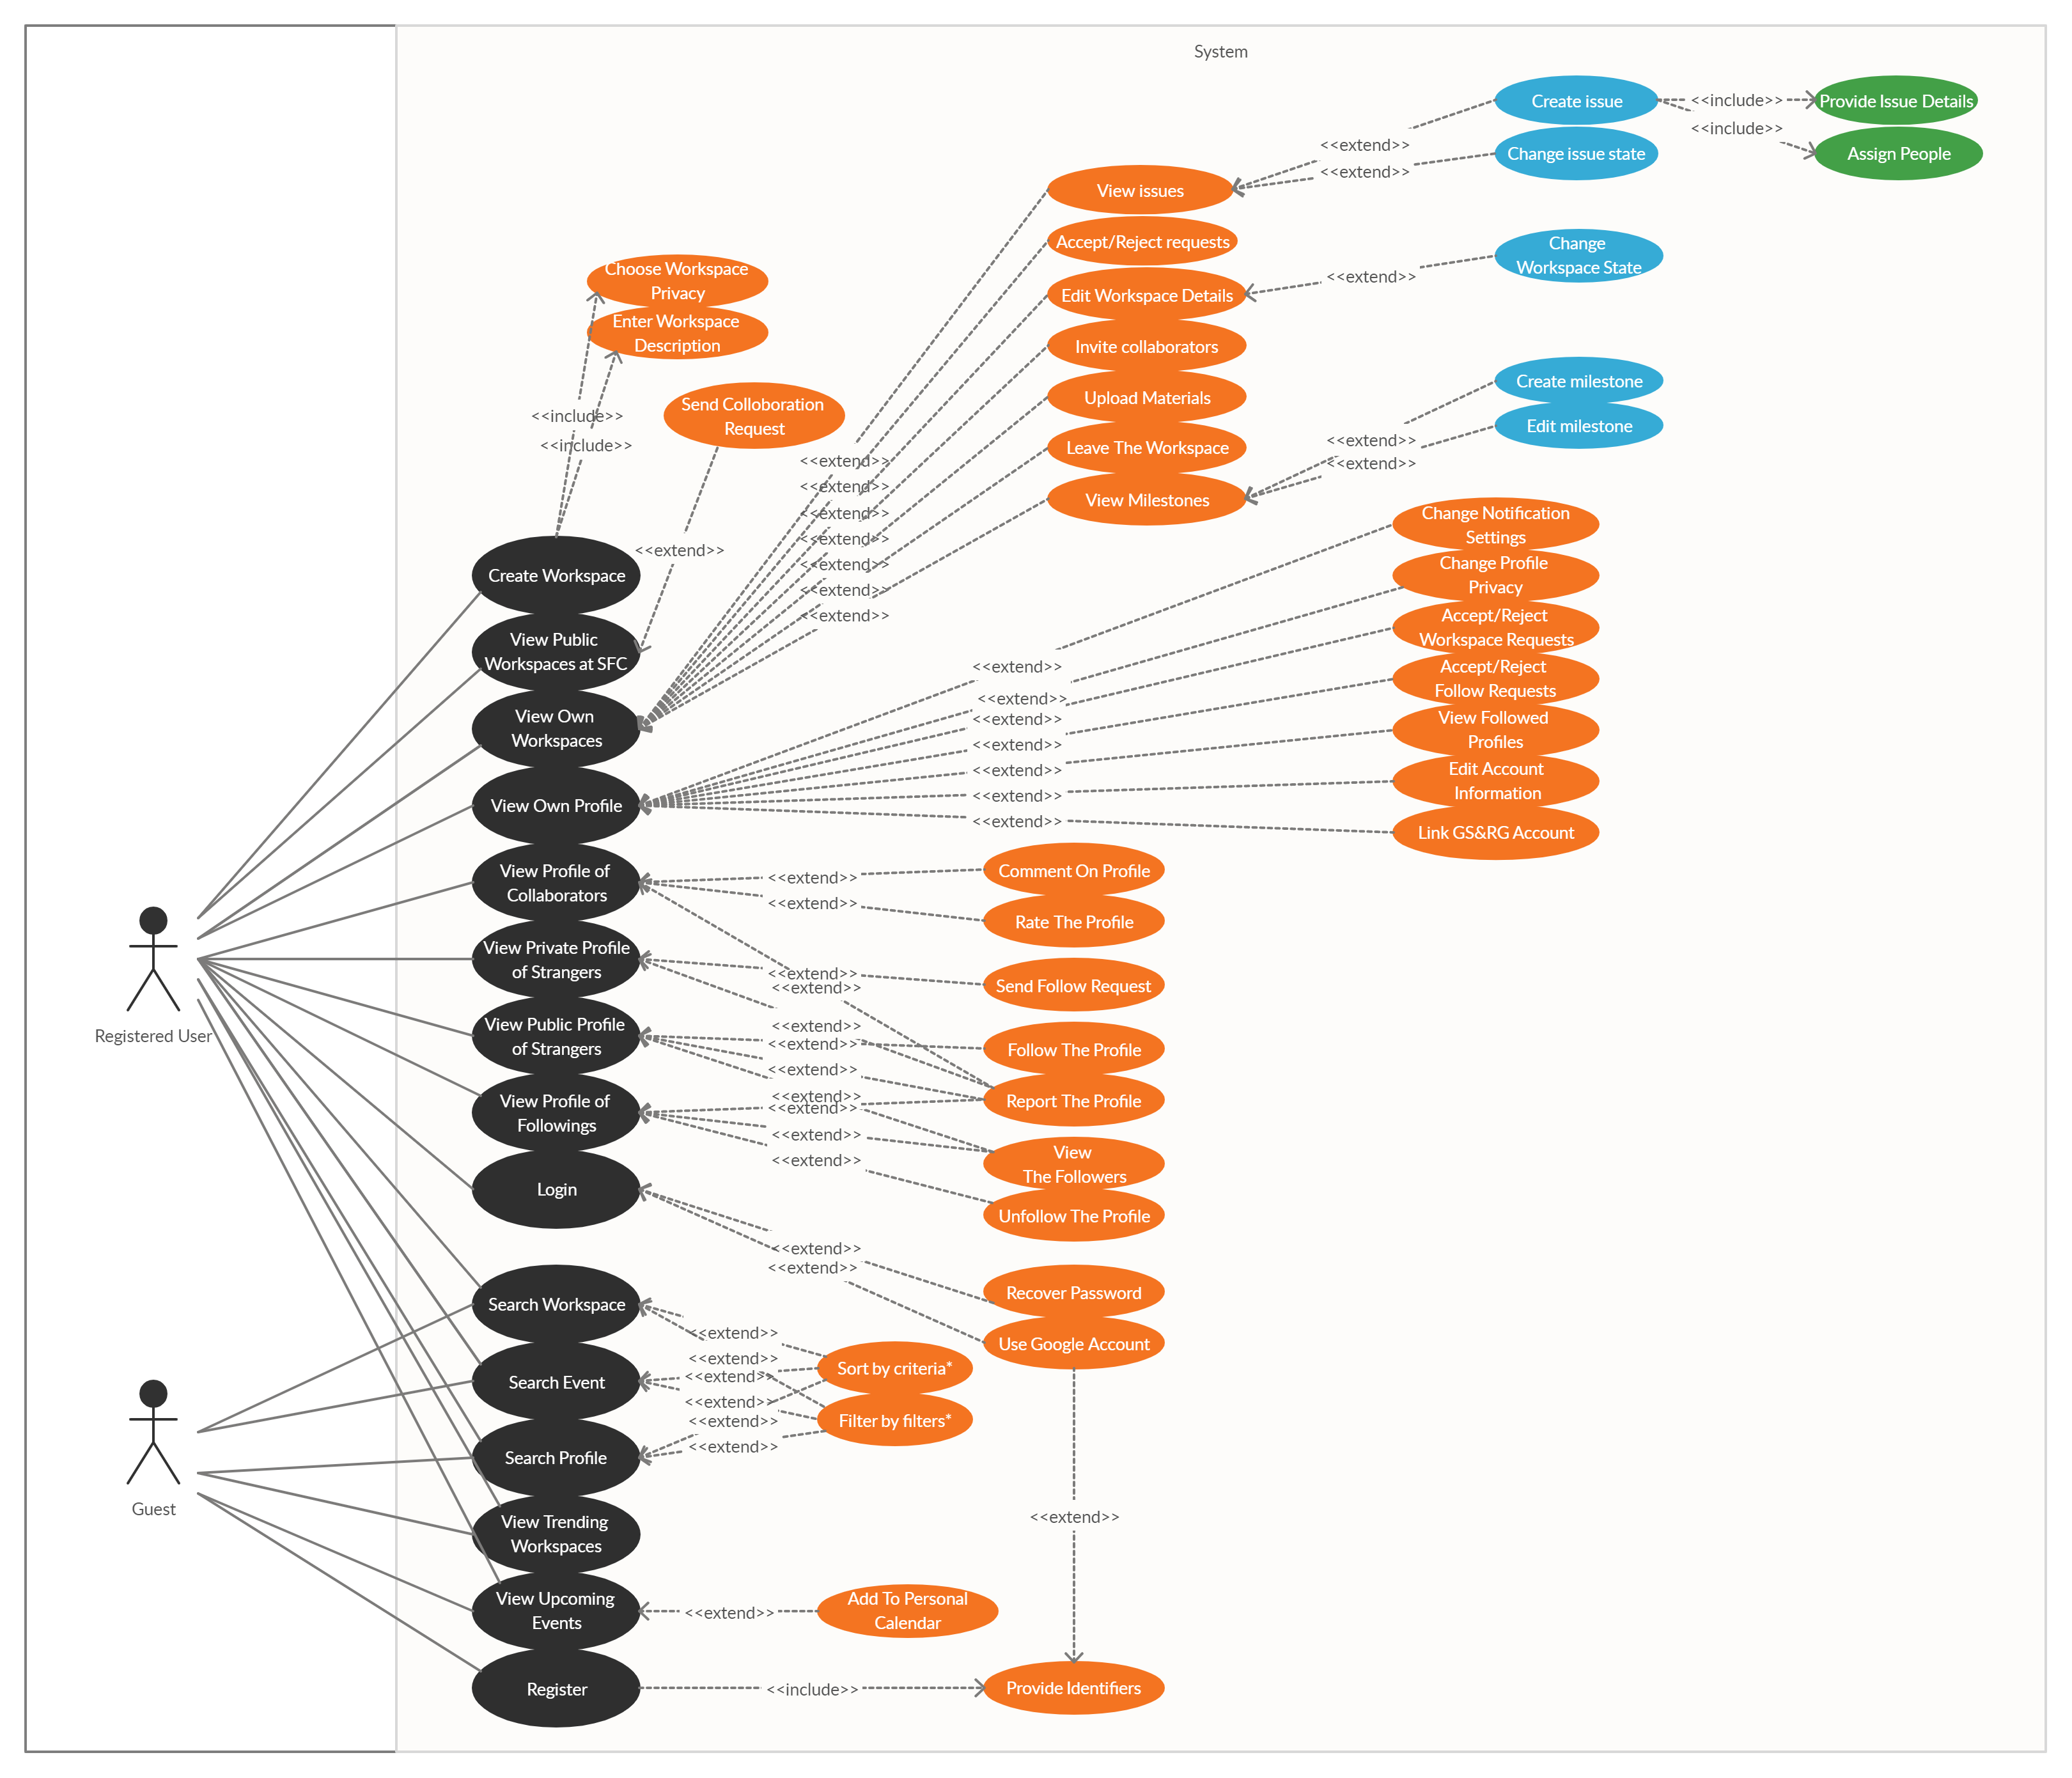 System
Create issue
<<include>>
Provide Issue Details
<<include>>
Change issue state
Assign People
<<extend>>
<<extend>>
View issues
Accept/Reject requests
Change
Workspace State
<<extend>>
Edit Workspace Details
Choose Workspace
Privacy
Enter Workspace
Description
Invite collaborators
Upload Materials
Leave The Workspace
View Milestones
Create milestone
Edit milestone
<<extend>>
<<extend>>
Send Colloboration
Request
<<include>>
<<include>>
<<extend>>
<<extend>>
<<extend>>
<<extend>>
<<extend>>
<<extend>>
<<extend>>
<<extend>>
Change Notification
Settings
Change Profile
Privacy
Accept/Reject
Workspace Requests
Accept/Reject
Follow Requests
View Followed
Profiles
Edit Account
Information
Link GS&RG Account
<<extend>>
<<extend>>
<<extend>>
<<extend>>
<<extend>>
<<extend>>
<<extend>>
Create Workspace
View Public
Workspaces at SFC
View Own
Workspaces
View Own Profile
View Profile of
Collaborators
View Private Profile
of Strangers
View Public Profile
of Strangers
View Profile of
Followings
Login
Registered User
<<extend>>
<<extend>>
<<extend>>
<<extend>>
<<extend>>
<<extend>>
<<extend>>
<<extend>>
<<extend>>
<<extend>>
<<extend>>
Comment On Profile
Rate The Profile
Send Follow Request
Follow The Profile
Report The Profile
View
The Followers
Unfollow The Profile
<<extend>>
<<extend>>
Recover Password
Use Google Account
Search Workspace
Search Event
Search Profile
View Trending
Workspaces
View Upcoming
Events
Register
Guest
<<extend>>
<<extend>>
<<extend>>
<<extend>>
<<extend>>
<<extend>>
Sort by criteria*
Filter by filters*
<<extend>>
<<extend>>
Add To Personal
Calendar
<<include>>
Provide Identifiers